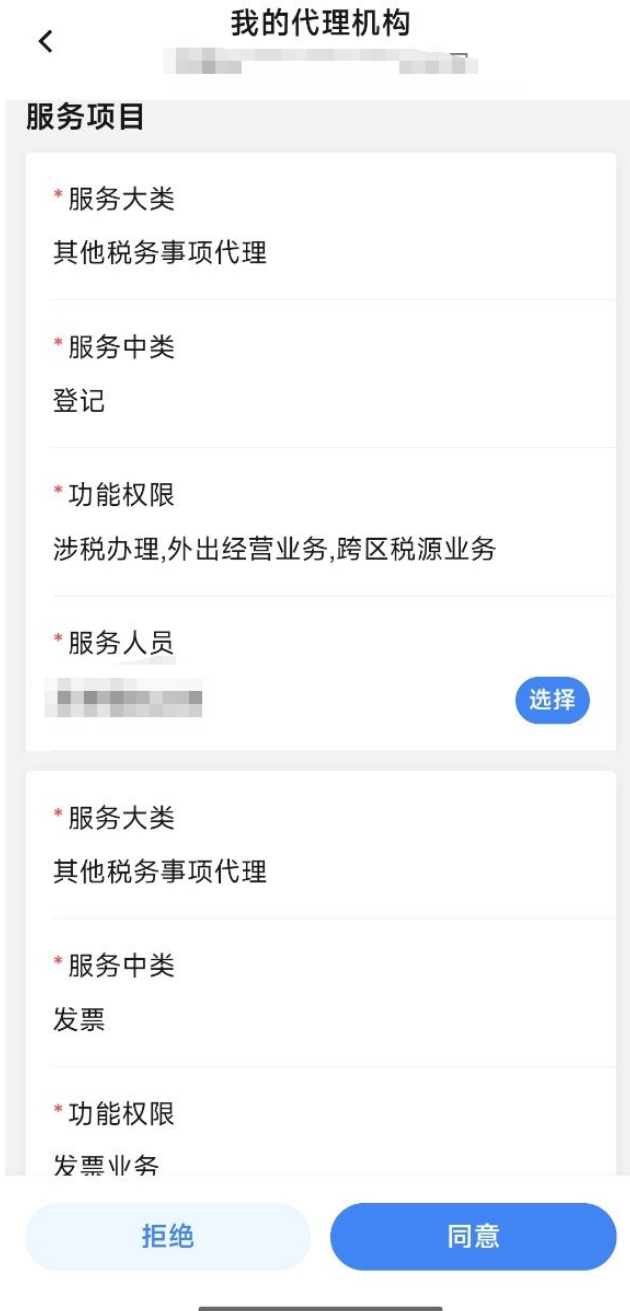 我的代理机构
服务项目
*服务大类
其他税务事项代理
*服务中类
登记
*功能权限
涉税办理,外出经营业务,跨区税源业务
*服务人员
选择
*服务大类
其他税务事项代理
*服务中类
发票
*功能权限
发票业务
拒绝
同意